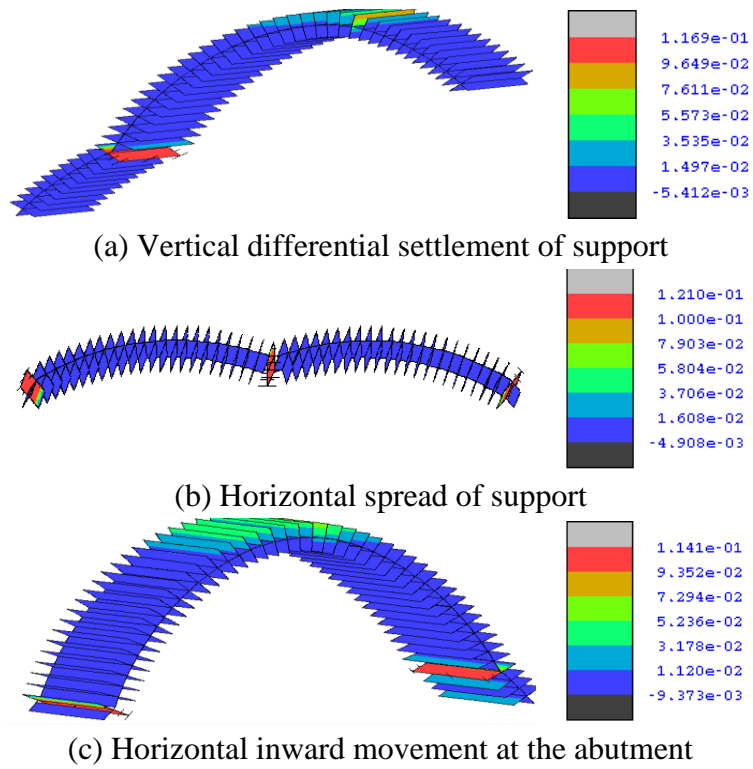 1.169e-01
9.649e-02
7.611e-02
5.573e-02
3.535e-02
1.497e-02
-5.412e-03
(a) Vertical differential settlement of support
1.210e-01
1.000e-01
7.903e-02
5.804e-02
3.706e-02
1.608e-02
-4.908e-03
(b) Horizontal spread of support
1.141e-01
9.352e-02
7.294e-02
5.236e-02
3.178e-02
1.120e-02
-9.373e-03
(c) Horizontal inward movement at the abutment